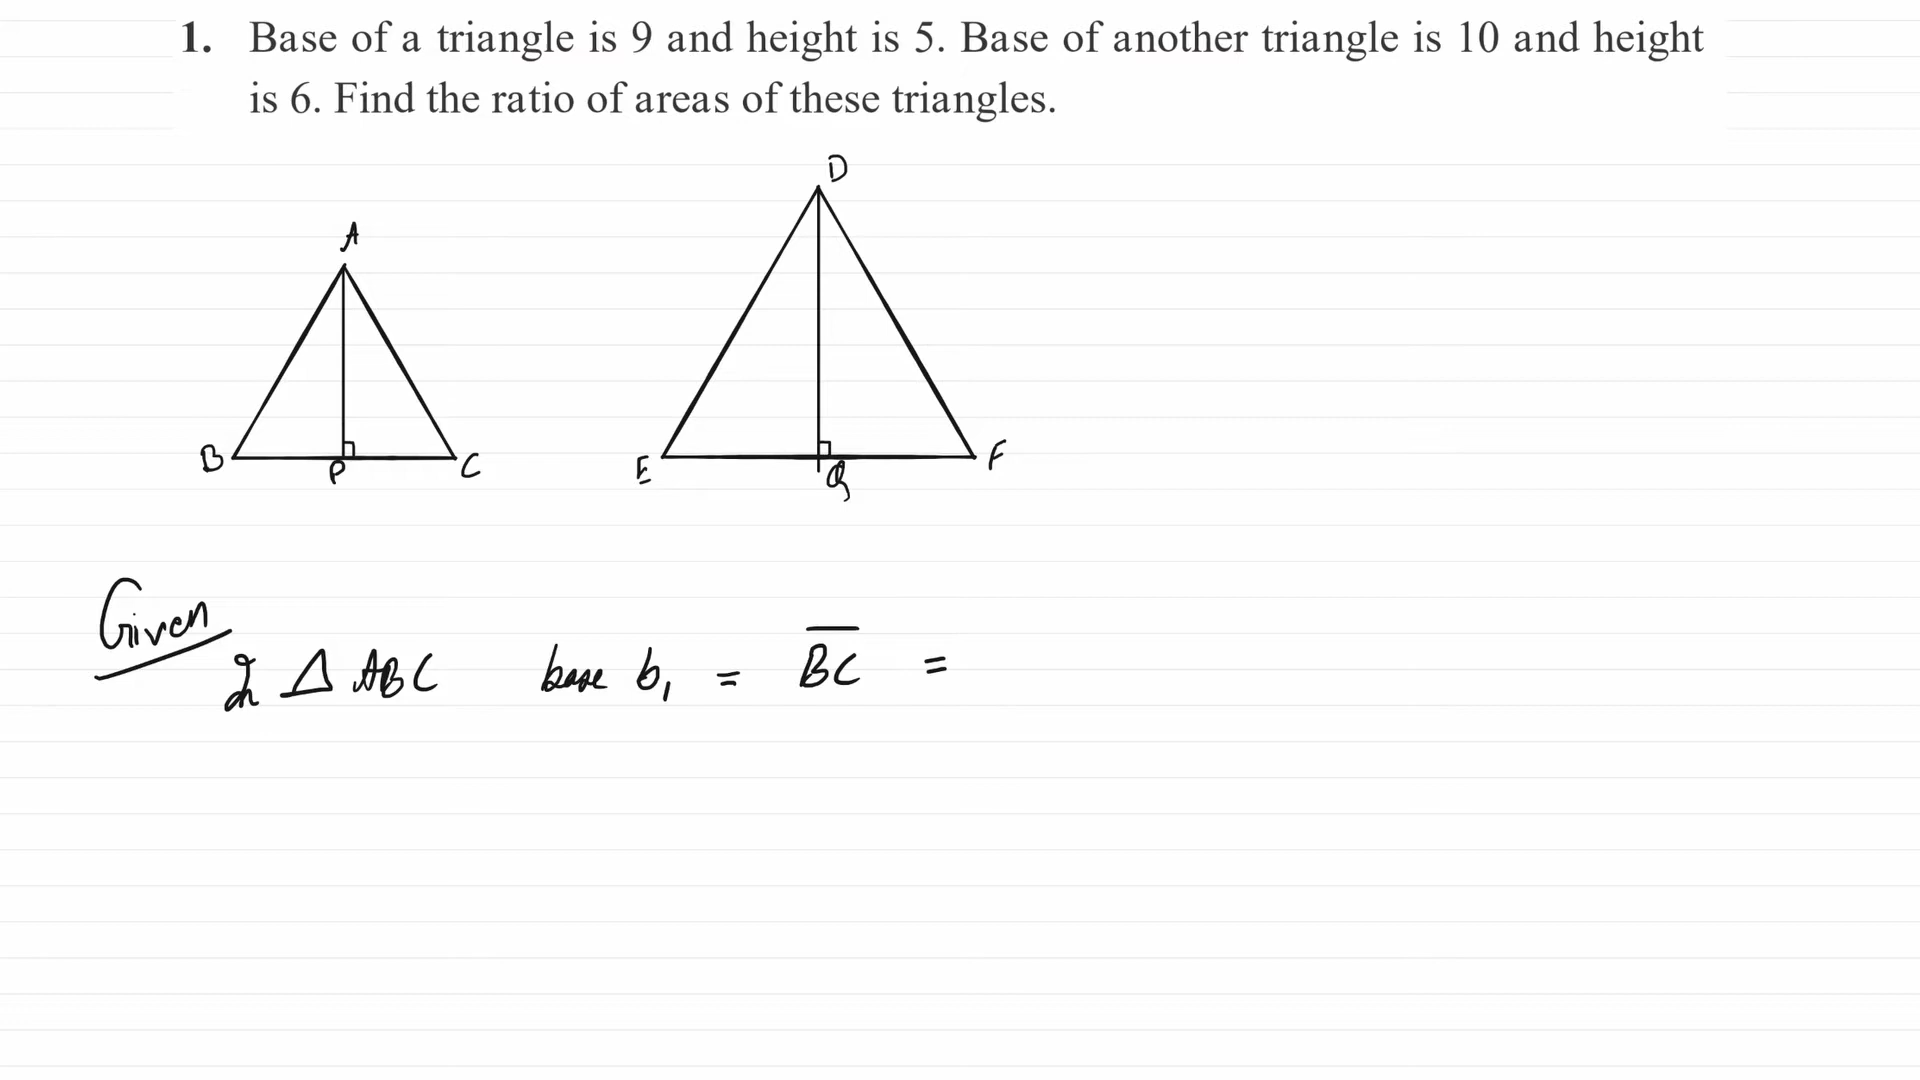 1. Base of a triangle is 9 and height is 5. Base of another triangle is 10 and height
is 6. Find the ratio of areas of these triangles.
D
A
B P C
E Q F
Given
In △ ABC base b₁ = B̅C̅ =